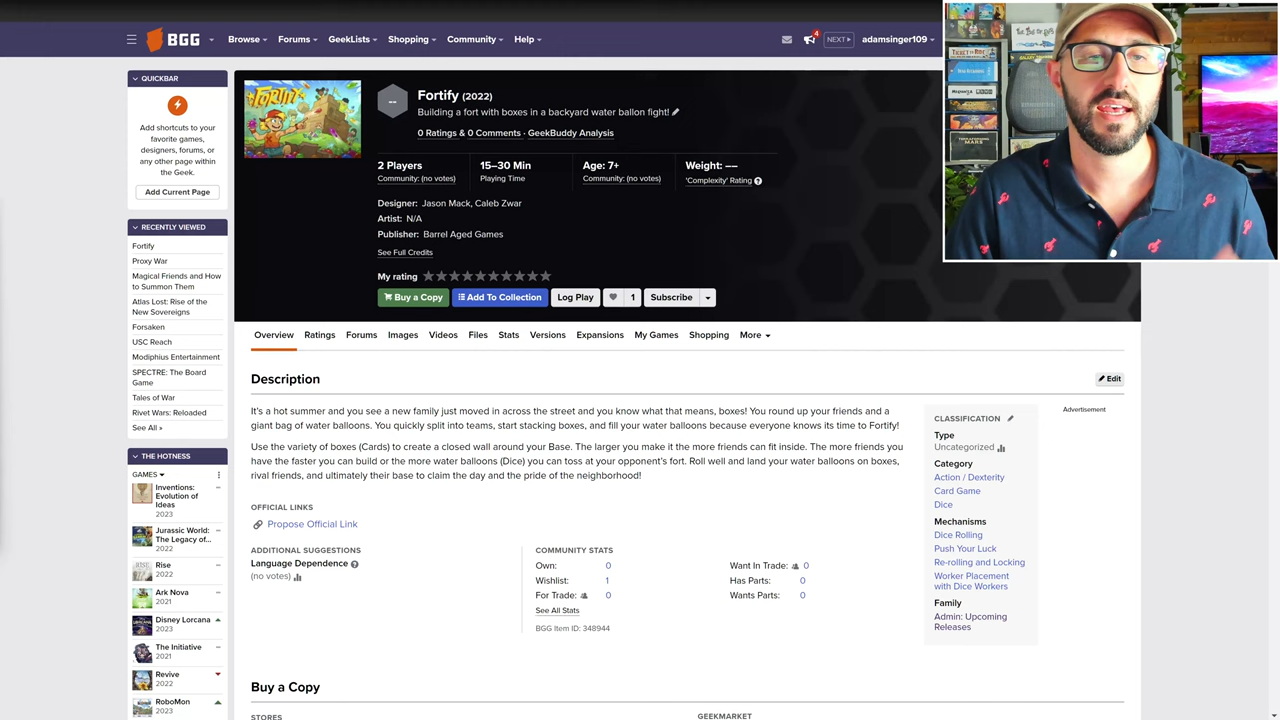 BGG
Brow
Forum
GeekLists
Shopping
Community
Help
NEXT
4
adamsinger109
QUICKBAR
Add shortcuts to your
favorite games,
designers, forums, or
any other page within
the Geek.
Add Current Page
RECENTLY VIEWED
Fortify
Proxy War
Magical Friends and How
to Summon Them
Atlas Lost: Rise of the
New Sovereigns
Forsaken
USC Reach
Modiphius Entertainment
SPECTRE: The Board
Game
Tales of War
Rivet Wars: Reloaded
See All »
THE HOTNESS
GAMES
Inventions:
Evolution of
Ideas
2023
Jurassic World:
The Legacy of...
2022
Rise
2022
Ark Nova
2021
Disney Lorcana
2023
The Initiative
2021
Revive
2022
RoboMon
2023
--
Fortify (2022)
ng a fort with boxes in a backyard water ballon fight!
0 Ratings & 0 Comments · GeekBuddy Analysis
2 Players
Community: (no votes)
15–30 Min
Playing Time
Age: 7+
Community: (no votes)
Weight: ––
'Complexity' Rating
Designer: Jason Mack, Caleb Zwar
Artist: N/A
Publisher: Barrel Aged Games
See Full Credits
My rating
Buy a Copy
Add To Collection
Log Play
1
Subscribe
Overview
Ratings
Forums
Images
Videos
Files
Stats
Versions
Expansions
My Games
Shopping
More
Description
Edit
It's a hot summer and you see a new family just moved in across the street and you know what that means, boxes! You round up your friends and a
giant bag of water balloons. You quickly split into teams, start stacking boxes, and fill your water balloons because everyone knows its time to Fortify!
Use the variety of boxes (Cards) to create a closed wall around your Base. The larger you make it the more friends can fit inside. The more friends you
have the faster you can build or the more water balloons (Dice) you can toss at your opponent's fort. Roll well and land your water balloons on boxes,
rival friends, and ultimately their base to claim the day and the pride of the neighborhood!
OFFICIAL LINKS
Propose Official Link
ADDITIONAL SUGGESTIONS
Language Dependence
(no votes)
COMMUNITY STATS
Own: 0
Wishlist: 1
For Trade: 0
See All Stats
BGG Item ID: 348944
Want In Trade: 0
Has Parts: 0
Wants Parts: 0
CLASSIFICATION
Type
Uncategorized
Category
Action / Dexterity
Card Game
Dice
Mechanisms
Dice Rolling
Push Your Luck
Re-rolling and Locking
Worker Placement
with Dice Workers
Family
Admin: Upcoming
Releases
Advertisement
Buy a Copy
STORES
GEEKMARKET
FORTIFY
TICKET TO RIDE
TERRAFORMING
MARS